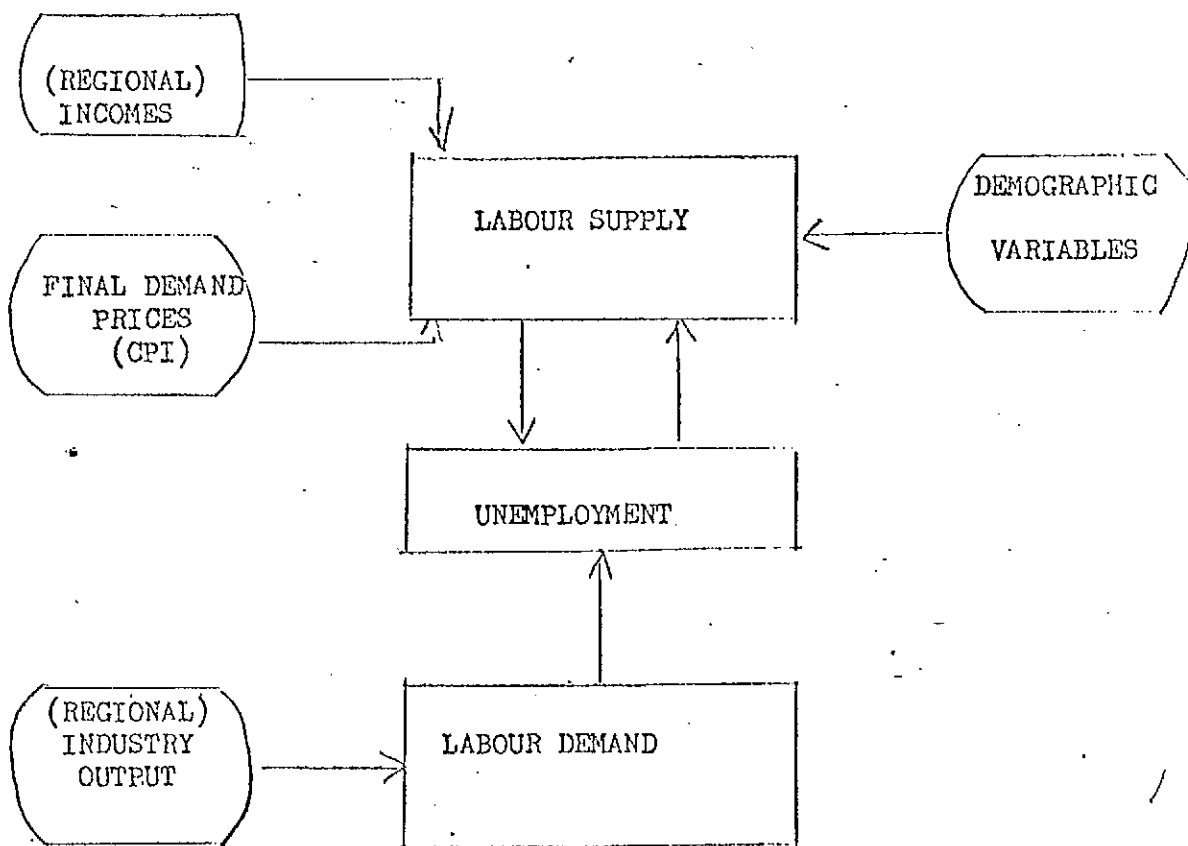 (REGIONAL)
INCOMES
LABOUR SUPPLY
DEMOGRAPHIC
VARIABLES
FINAL DEMAND
PRICES
(CPI)
UNEMPLOYMENT
(REGIONAL)
INDUSTRY
OUTPUT
LABOUR DEMAND